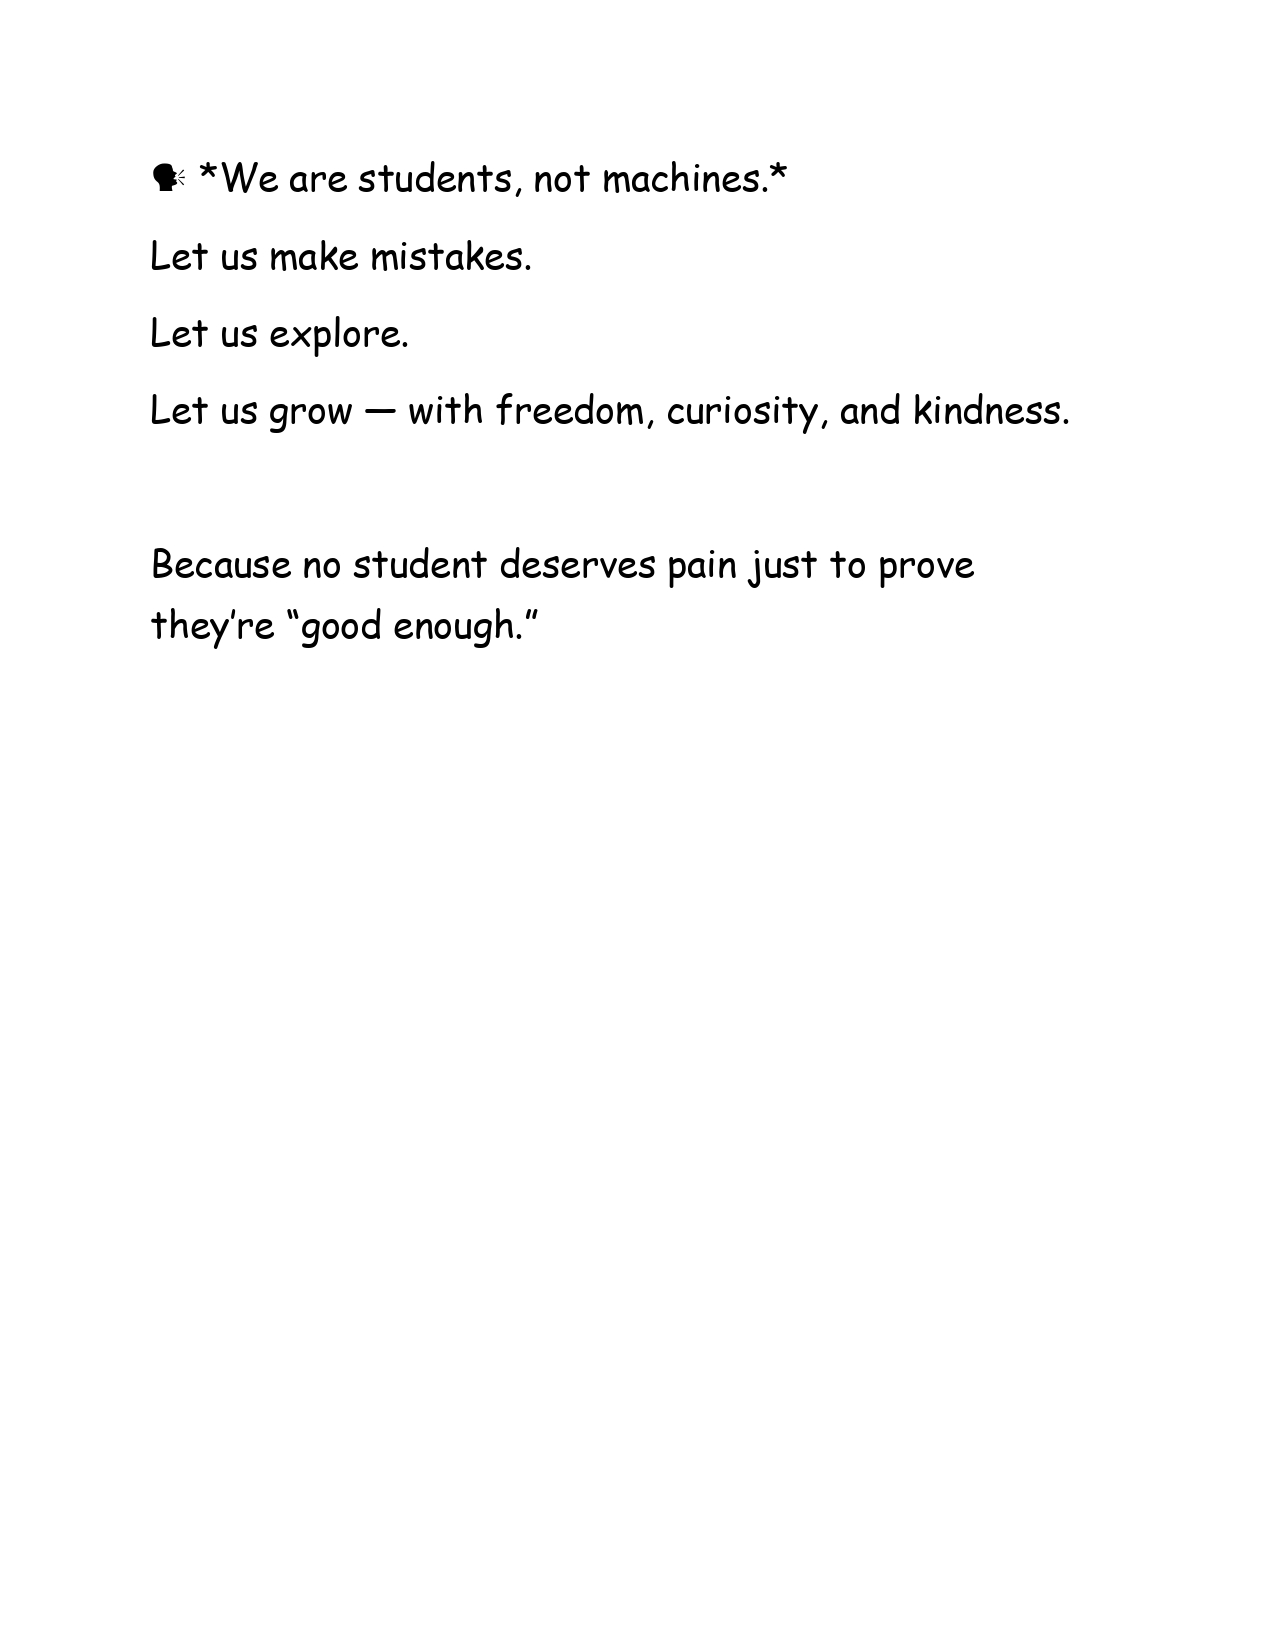 🗣 *We are students, not machines.*
Let us make mistakes.
Let us explore.
Let us grow — with freedom, curiosity, and kindness.
Because no student deserves pain just to prove
they’re “good enough.”